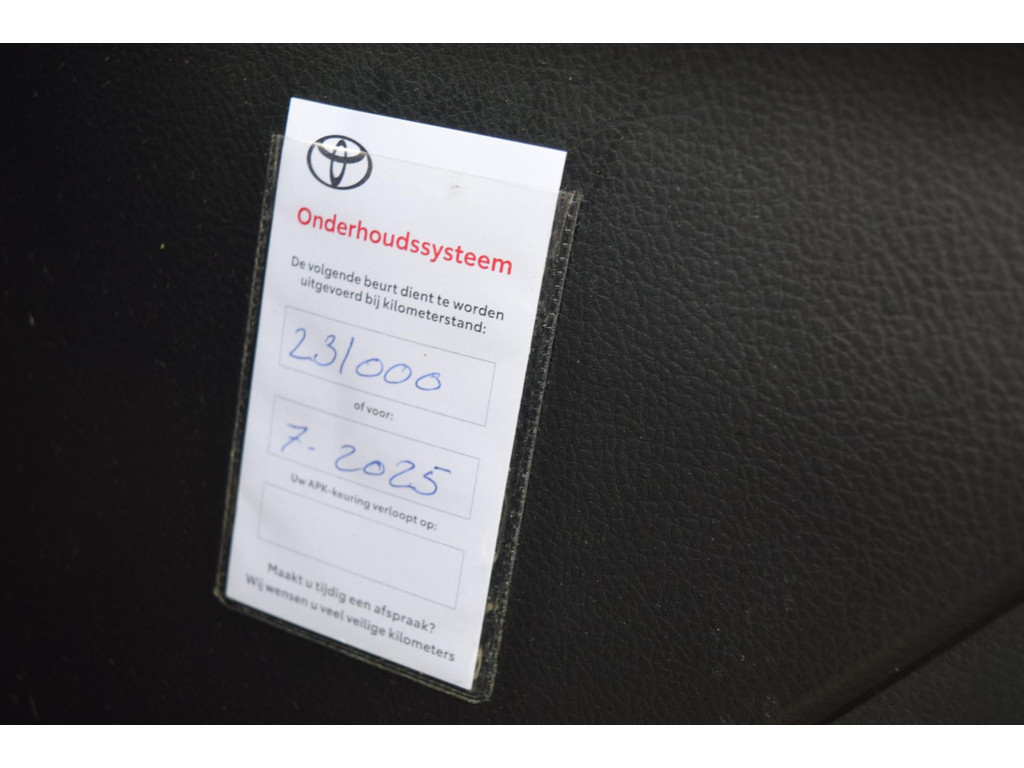 Onderhoudssysteem
De volgende beurt dient te worden
uitgevoerd bij kilometerstand:
231000
of voor:
7-2025
Uw APK-keuring verloopt op:
Maakt u tijdig een afspraak?
Wij wensen u veel veilige kilometers